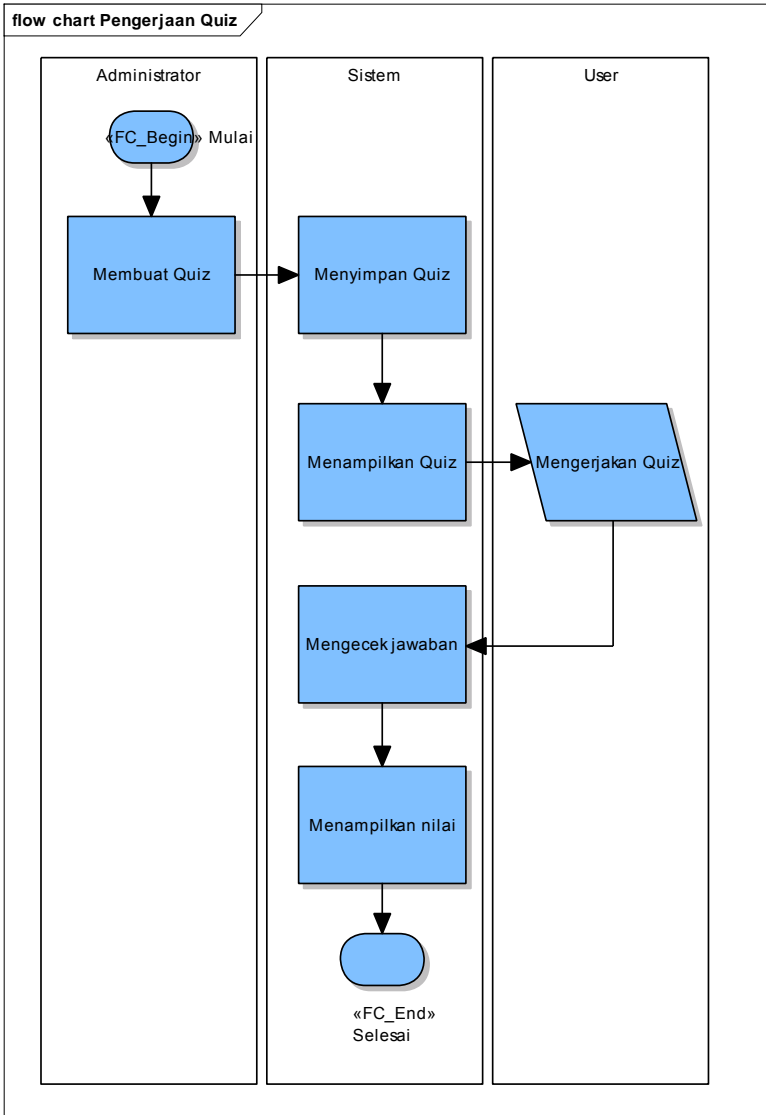 flow chart Pengerjaan Quiz
Administrator
Sistem
User
«FC_Begin» Mulai
Membuat Quiz
Menyimpan Quiz
Menampilkan Quiz
Mengerjakan Quiz
Mengecek jawaban
Menampilkan nilai
«FC_End»
Selesai